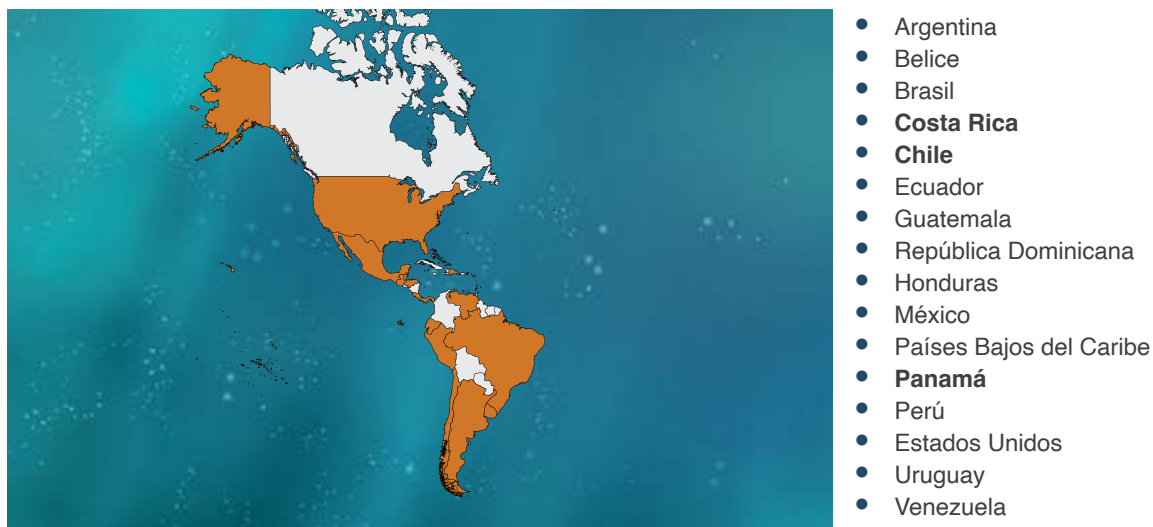 Argentina
Belice
Brasil
Costa Rica
Chile
Ecuador
Guatemala
República Dominicana
Honduras
México
Países Bajos del Caribe
Panamá
Perú
Estados Unidos
Uruguay
Venezuela